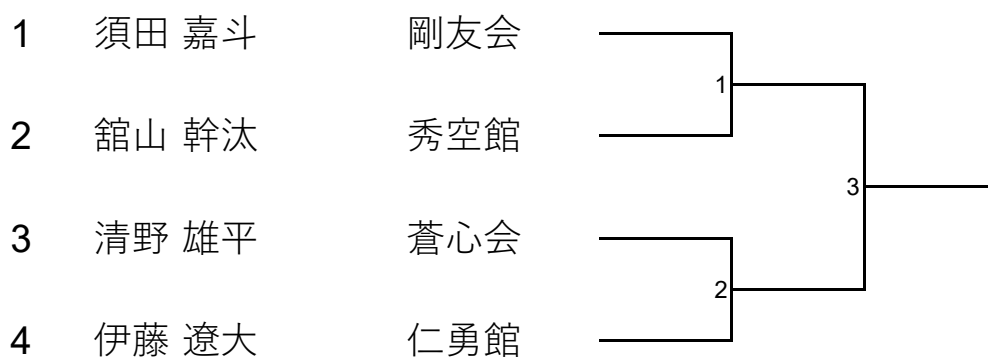 1 須田 嘉斗 剛友会
1
2 舘山 幹汰 秀空館
3
3 清野 雄平 蒼心会
2
4 伊藤 遼大 仁勇館